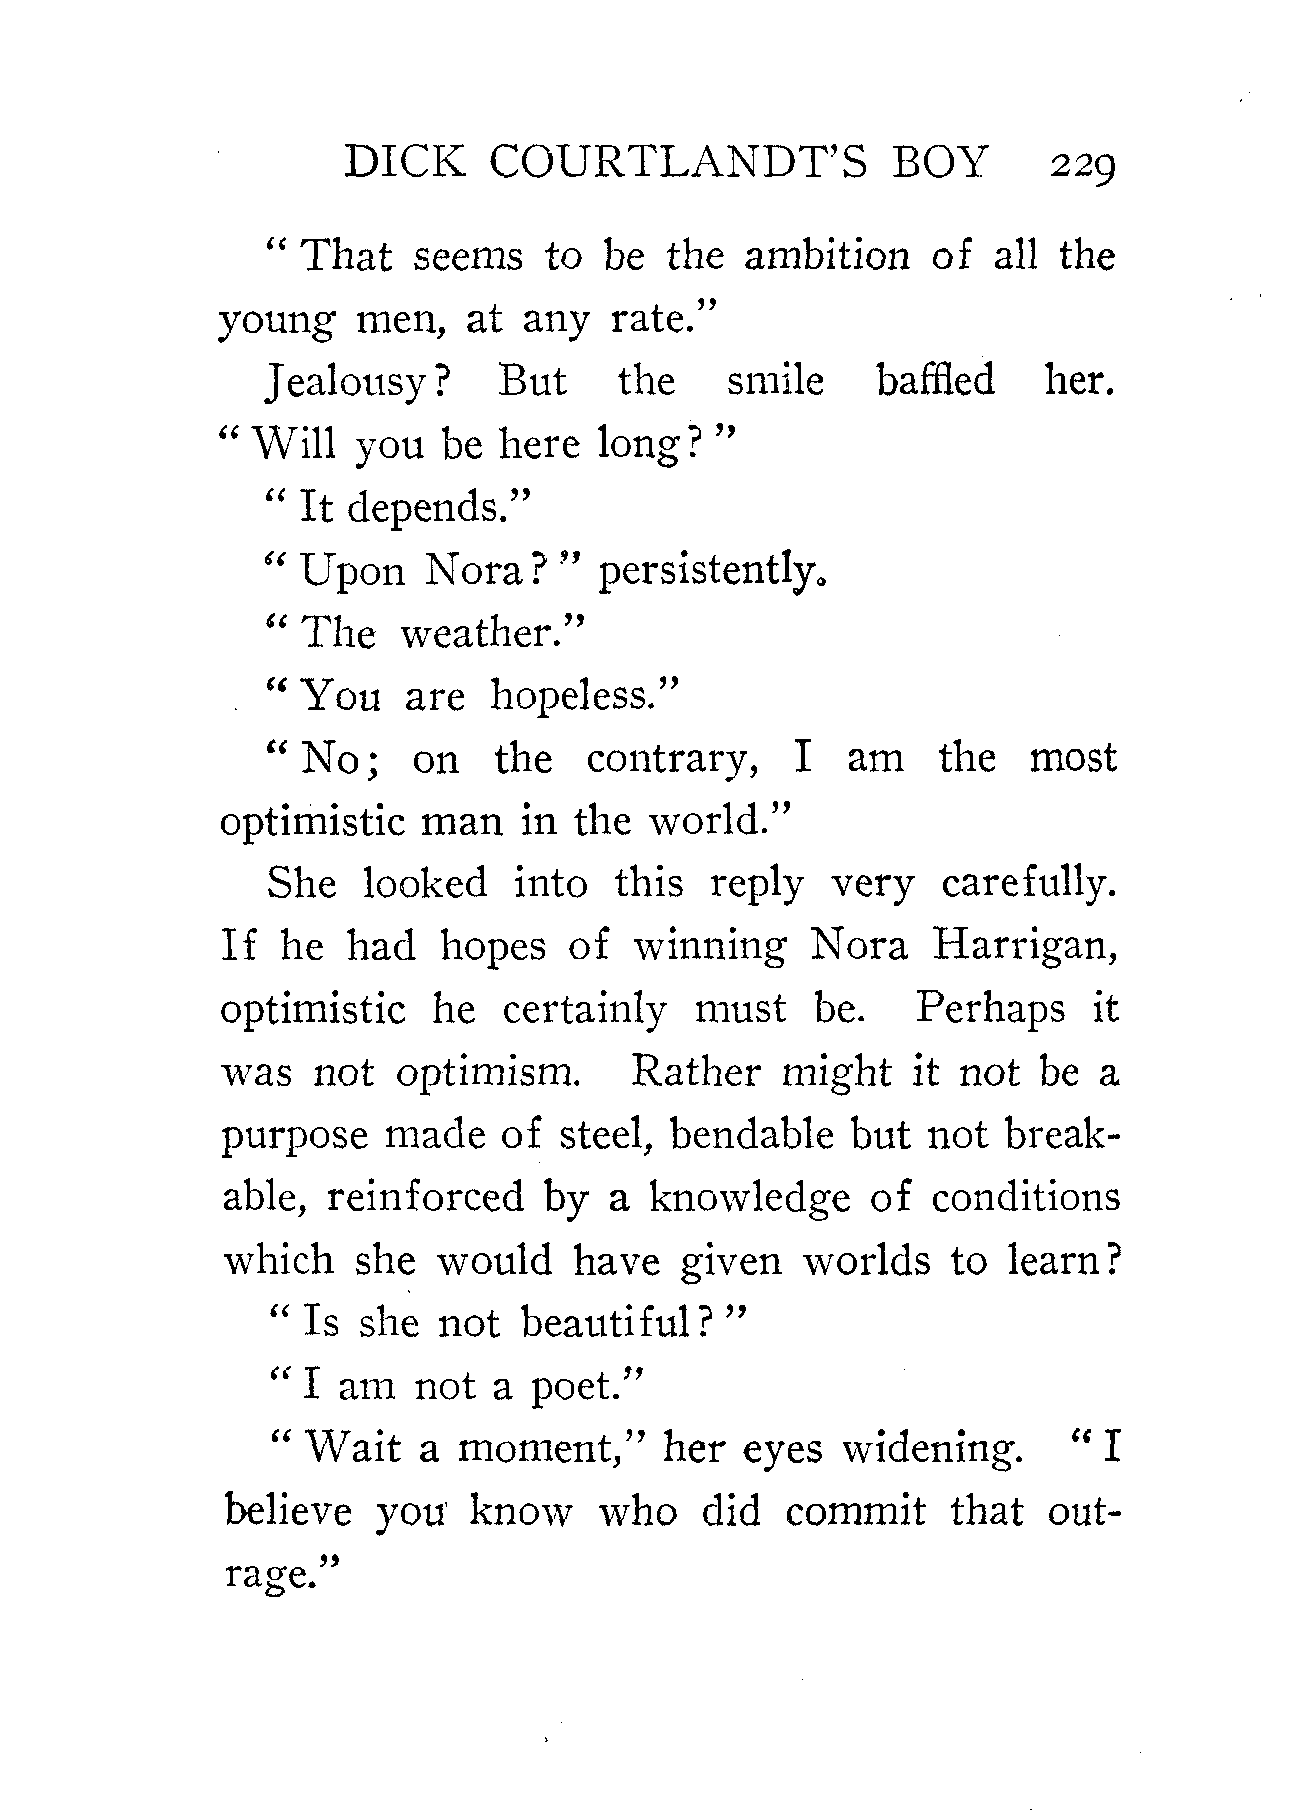 DICK COURTLANDT'S BOY 229
" That seems to be the ambition of all the
young men, at any rate."
Jealousy? But the smile baffled her.
" Will you be here long? "
" It depends."
" Upon Nora? " persistently.
" The weather."
" You are hopeless."
" No; on the contrary, I am the most
optimistic man in the world."
She looked into this reply very carefully.
If he had hopes of winning Nora Harrigan,
optimistic he certainly must be. Perhaps it
was not optimism. Rather might it not be a
purpose made of steel, bendable but not break-
able, reinforced by a knowledge of conditions
which she would have given worlds to learn?
" Is she not beautiful? "
" I am not a poet."
" Wait a moment," her eyes widening. " I
believe you know who did commit that out-
rage."